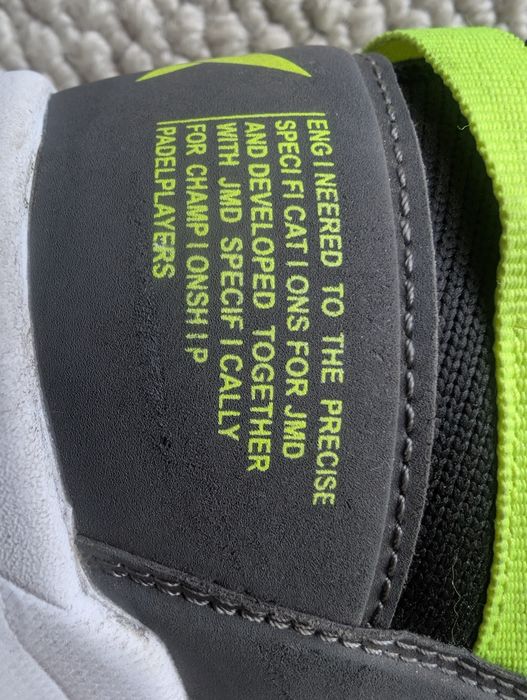 ENGINEERED TO THE PRECISE
SPECIFICATIONS FOR JMD
AND DEVELOPED TOGETHER
WITH JMD SPECIFICALLY
FOR CHAMPIONSHIP
PADELPLAYERS